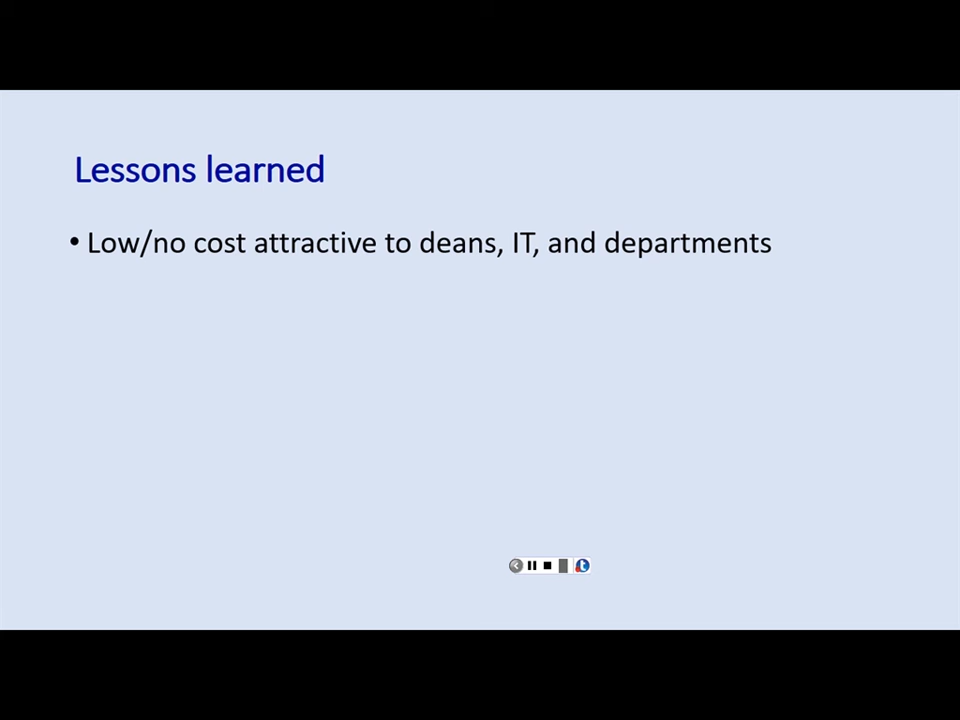 Lessons learned
• Low/no cost attractive to deans, IT, and departments
t